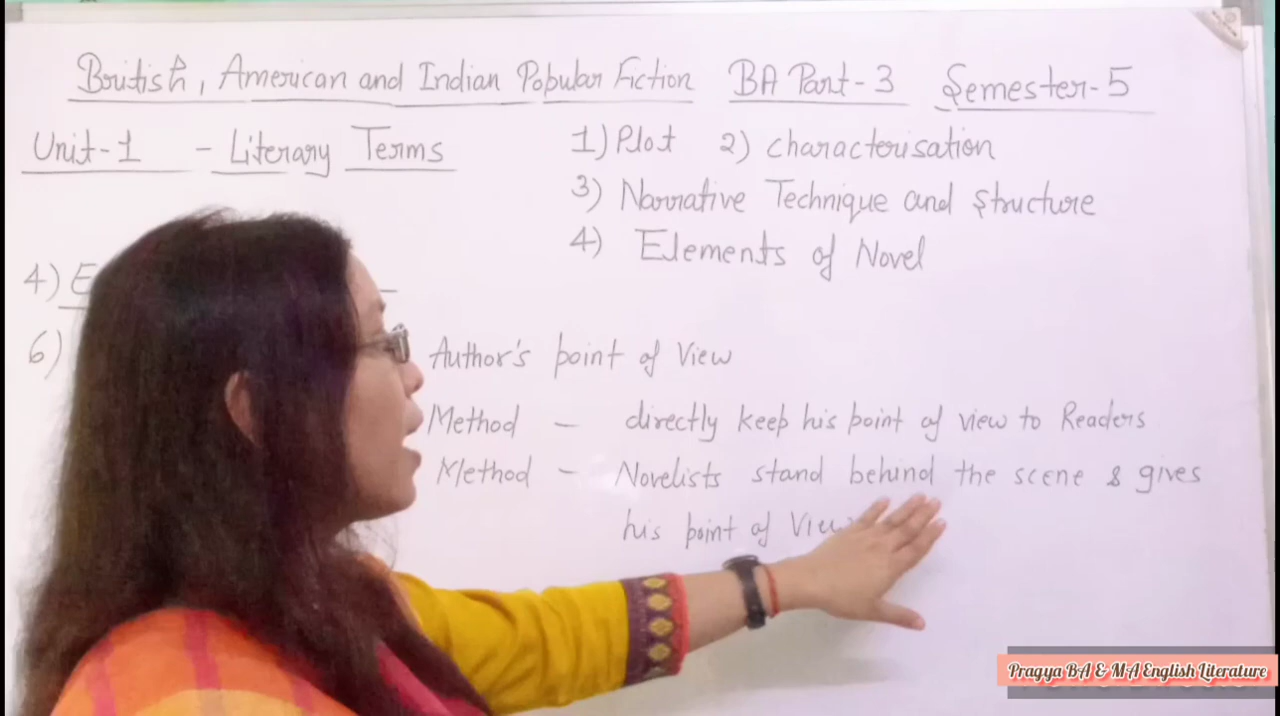 British, American and Indian Popular Fiction BA Part-3 Semester-5
Unit-1 - Literary Terms 1) Plot 2) Characterisation
3) Narrative Technique and Structure
4) Elements of Novel
4) E
6) Author's point of View
Method - directly keep his point of view to Readers
Method - Novelists stand behind the scene & gives
his point of View
Pragya BA & MA English Literature